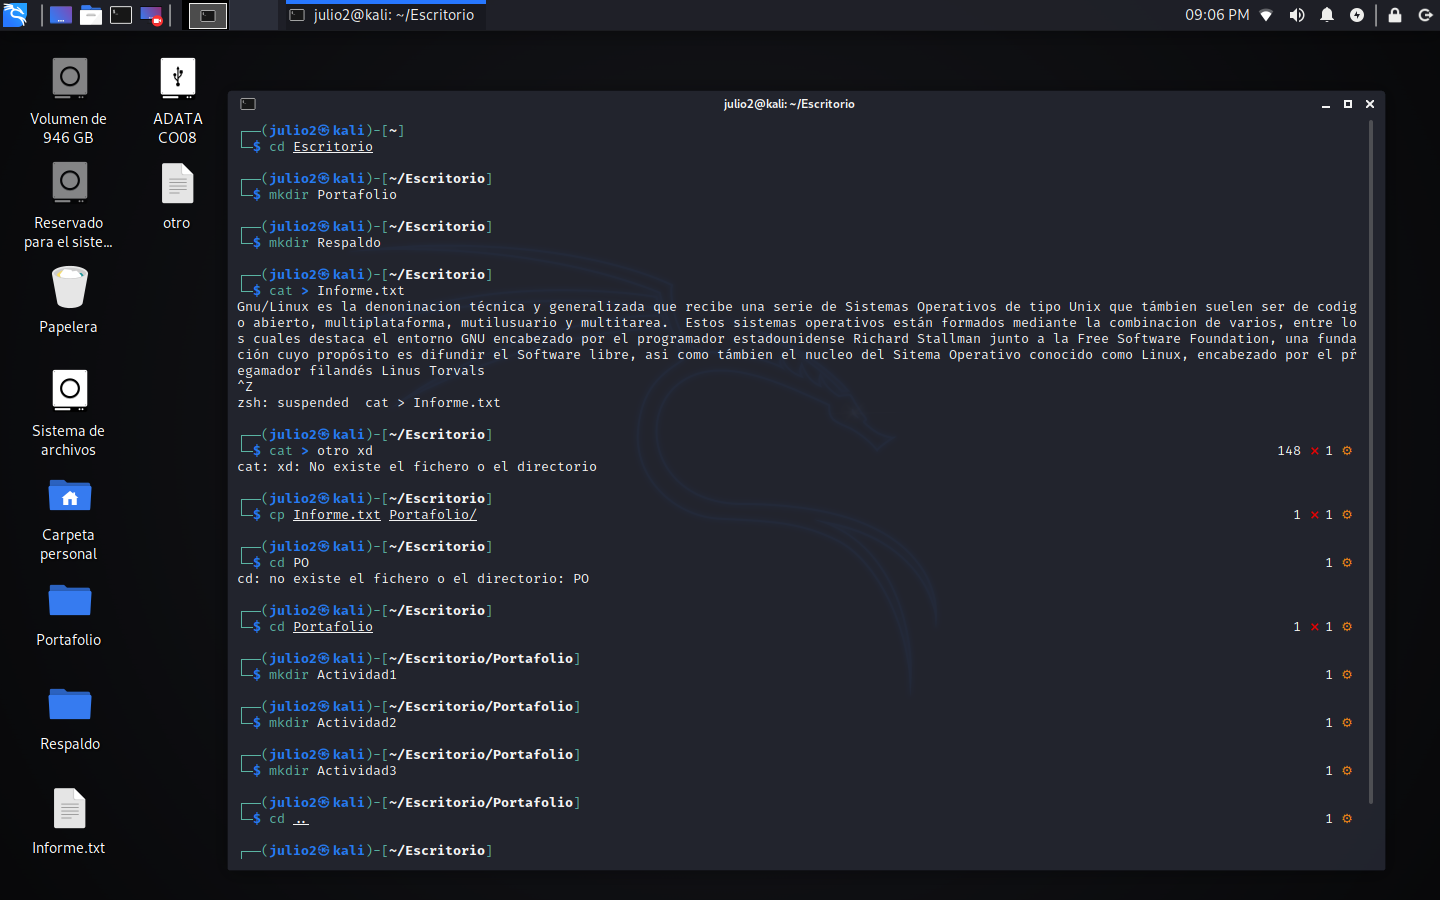 julio2@kali: ~/Escritorio
09:06 PM
Volumen de
946 GB
ADATA
CO08
Reservado
para el siste...
otro
Papelera
Sistema de
archivos
Carpeta
personal
Portafolio
Respaldo
Informe.txt
julio2@kali: ~/Escritorio
┌──(julio2㉿kali)-[~]
└─$ cd Escritorio
┌──(julio2㉿kali)-[~/Escritorio]
└─$ mkdir Portafolio
┌──(julio2㉿kali)-[~/Escritorio]
└─$ mkdir Respaldo
┌──(julio2㉿kali)-[~/Escritorio]
└─$ cat > Informe.txt
Gnu/Linux es la denoninacion técnica y generalizada que recibe una serie de Sistemas Operativos de tipo Unix que támbien suelen ser de codig
o abierto, multiplataforma, mutilusuario y multitarea.  Estos sistemas operativos están formados mediante la combinacion de varios, entre lo
s cuales destaca el entorno GNU encabezado por el programador estadounidense Richard Stallman junto a la Free Software Foundation, una funda
ción cuyo propósito es difundir el Software libre, asi como támbien el nucleo del Sitema Operativo conocido como Linux, encabezado por el pŕ
egamador filandés Linus Torvals
^Z
zsh: suspended  cat > Informe.txt
┌──(julio2㉿kali)-[~/Escritorio]
└─$ cat > otro xd 148 ⨯ 1 ⚙
cat: xd: No existe el fichero o el directorio
┌──(julio2㉿kali)-[~/Escritorio]
└─$ cp Informe.txt Portafolio/ 1 ⨯ 1 ⚙
┌──(julio2㉿kali)-[~/Escritorio]
└─$ cd PO 1 ⚙
cd: no existe el fichero o el directorio: PO
┌──(julio2㉿kali)-[~/Escritorio]
└─$ cd Portafolio 1 ⨯ 1 ⚙
┌──(julio2㉿kali)-[~/Escritorio/Portafolio]
└─$ mkdir Actividad1 1 ⚙
┌──(julio2㉿kali)-[~/Escritorio/Portafolio]
└─$ mkdir Actividad2 1 ⚙
┌──(julio2㉿kali)-[~/Escritorio/Portafolio]
└─$ mkdir Actividad3 1 ⚙
┌──(julio2㉿kali)-[~/Escritorio/Portafolio]
└─$ cd .. 1 ⚙
┌──(julio2㉿kali)-[~/Escritorio]